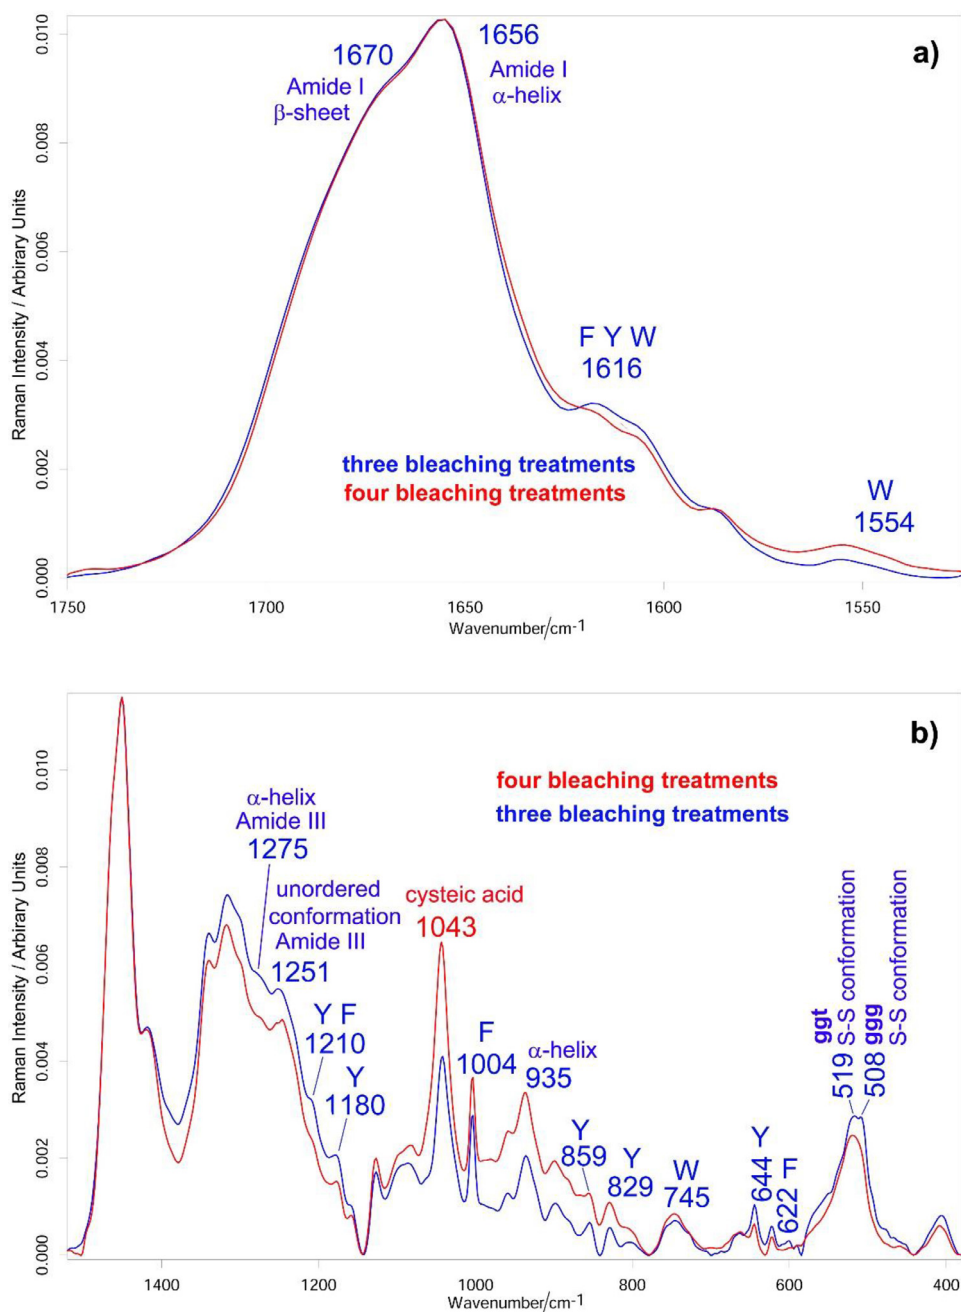 a)
1670
1656
Amide I
β-sheet
Amide I
α-helix
F Y W
1616
three bleaching treatments
four bleaching treatments
W
1554
Raman Intensity / Arbirary Units
0.010
0.008
0.006
0.004
0.002
0.000
1750
1700
1650
1600
1550
Wavenumber/cm-1
b)
four bleaching treatments
three bleaching treatments
α-helix
Amide III
1275
unordered
conformation
Amide III
1251
Y F
1210
Y
1180
cysteic acid
1043
F
1004
α-helix
935
Y
859
Y
829
W
745
644 Y
622 F
519 ggt
S-S conformation
508 ggg
S-S conformation
Raman Intensity / Arbirary Units
0.010
0.008
0.006
0.004
0.002
0.000
1400
1200
1000
800
600
400
Wavenumber/cm-1